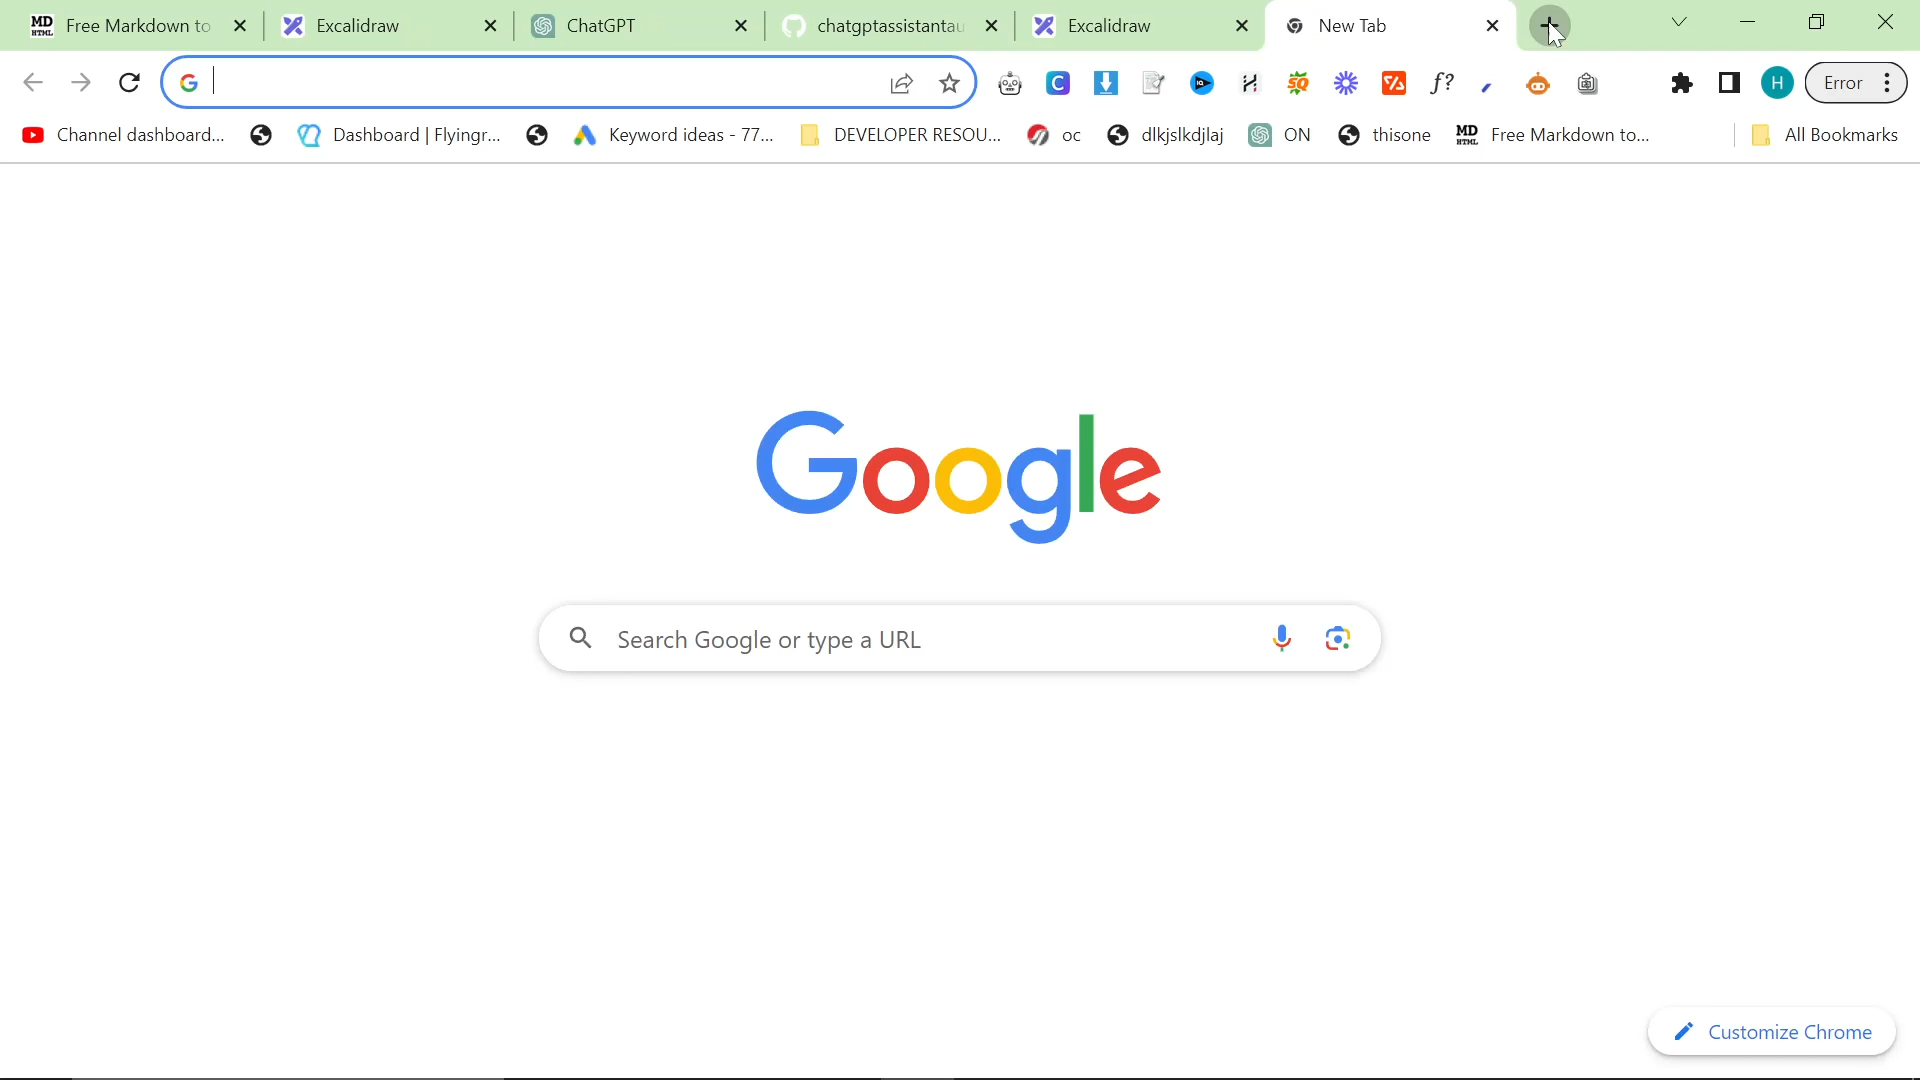 Free Markdown to
Excalidraw
ChatGPT
chatgptassistantau
Excalidraw
New Tab
Error
Channel dashboard...
Dashboard | Flyingr...
Keyword ideas - 77...
DEVELOPER RESOU...
oc
dlkjslkdjlaj
ON
thisone
Free Markdown to...
All Bookmarks
Google
Search Google or type a URL
Customize Chrome